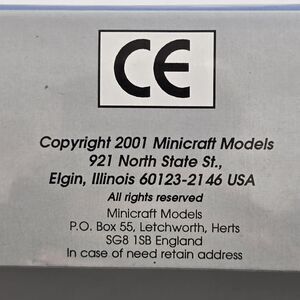 CE
Copyright 2001 Minicraft Models
921 North State St.,
Elgin, Illinois 60123-2146 USA
All rights reserved
Minicraft Models
P.O. Box 55, Letchworth, Herts
SG8 1SB England
In case of need retain address